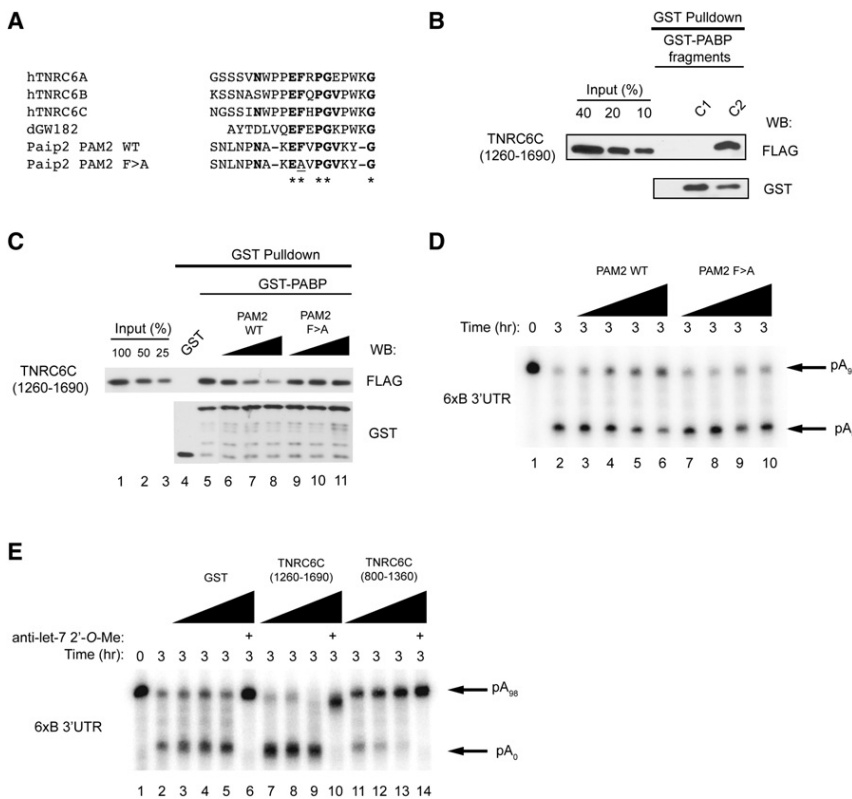 A
hTNRC6A GSSSVNWPPEFRPGEPWKG
hTNRC6B KSSNASWPPEFQPGVPWKG
hTNRC6C NGSSINWPPEFHPGVPWKG
dGW182 AYTDLVQEFEPGKPWKG
Paip2 PAM2 WT SNLNPNA-KEFVPGVKY-G
Paip2 PAM2 F>A SNLNPNA-KEAVPGVKY-G
** ** *
B
GST Pulldown
GST-PABP
fragments
Input (%)
40 20 10 C1 C2 WB:
TNRC6C
(1260-1690)
FLAG
GST
C
GST Pulldown
GST-PABP
Input (%) GST PAM2 WT PAM2 F>A
100 50 25 WB:
TNRC6C
(1260-1690)
FLAG
GST
1 2 3 4 5 6 7 8 9 10 11
D
PAM2 WT PAM2 F>A
Time (hr): 0 3 3 3 3 3 3 3 3 3
6xB 3'UTR
pA9
pA
1 2 3 4 5 6 7 8 9 10
E
GST TNRC6C (1260-1690) TNRC6C (800-1360)
anti-let-7 2'-O-Me: + + +
Time (hr): 0 3 3 3 3 3 3 3 3 3 3 3 3 3
6xB 3'UTR
pA98
pA0
1 2 3 4 5 6 7 8 9 10 11 12 13 14